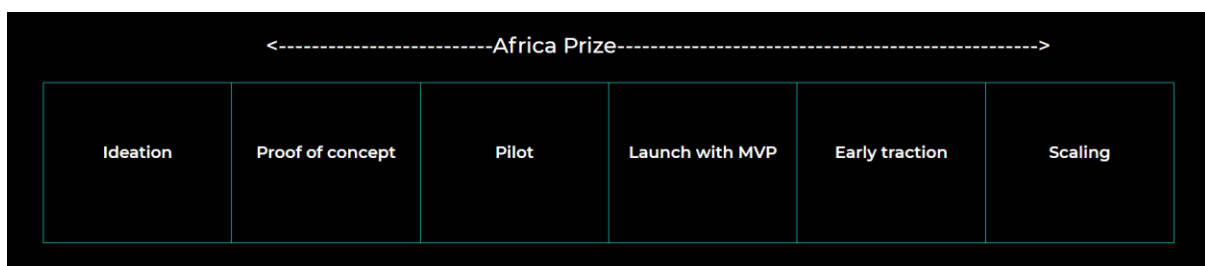 <--------------------------Africa Prize--------------------------------------------------->
Ideation
Proof of concept
Pilot
Launch with MVP
Early traction
Scaling